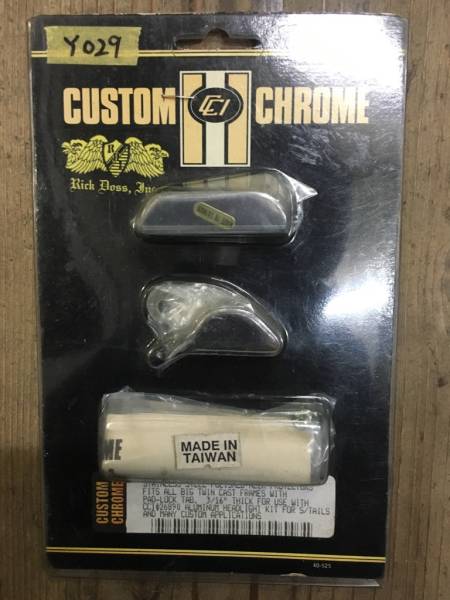 Y029
CUSTOM CCI CHROME
Rick Doss, Inc
MADE IN
TAIWAN
CUSTOM
CHROME
FITS ALL BIG TWIN CAST FRAMES WITH
PAD-LOCK TAB. 3/16" THICK FOR USE WITH
CCI#26890 ALUMINUM HEADLIGHT KIT FOR S/TAILS
AND MANY CUSTOM APPLICATIONS
40-525